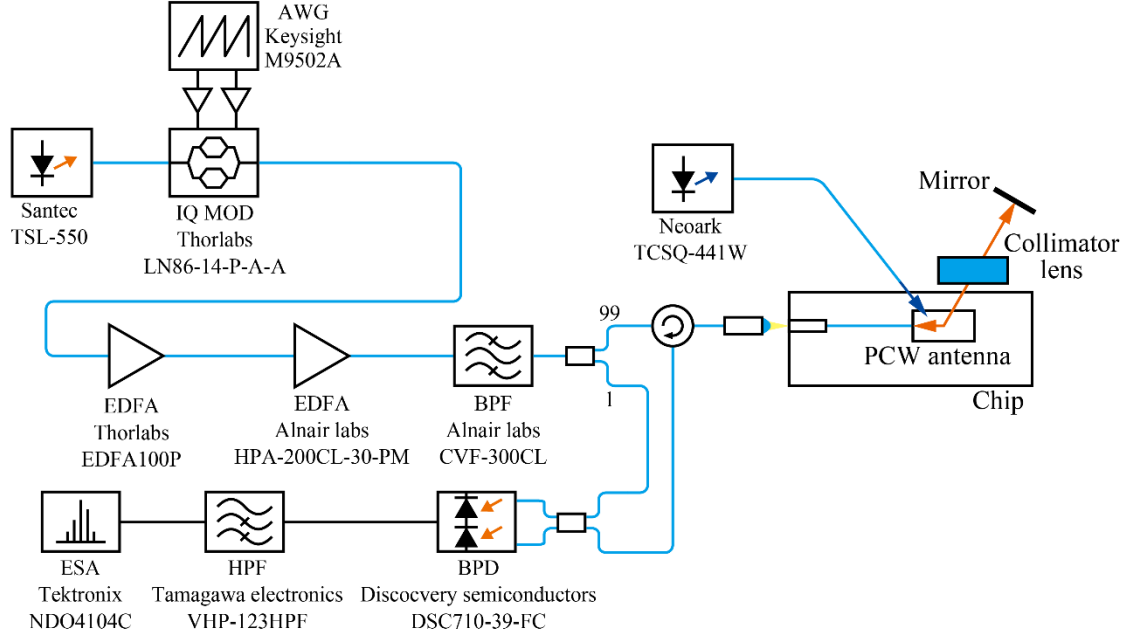 AWG
Keysight
M9502A
Santec
TSL-550
IQ MOD
Thorlabs
LN86-14-P-A-A
Neoark
TCSQ-441W
Mirror
Collimator
lens
PCW antenna
Chip
99
1
EDFA
Thorlabs
EDFA100P
EDFA
Alnair labs
HPA-200CL-30-PM
BPF
Alnair labs
CVF-300CL
ESA
Tektronix
NDO4104C
HPF
Tamagawa electronics
VHP-123HPF
BPD
Discocvery semiconductors
DSC710-39-FC